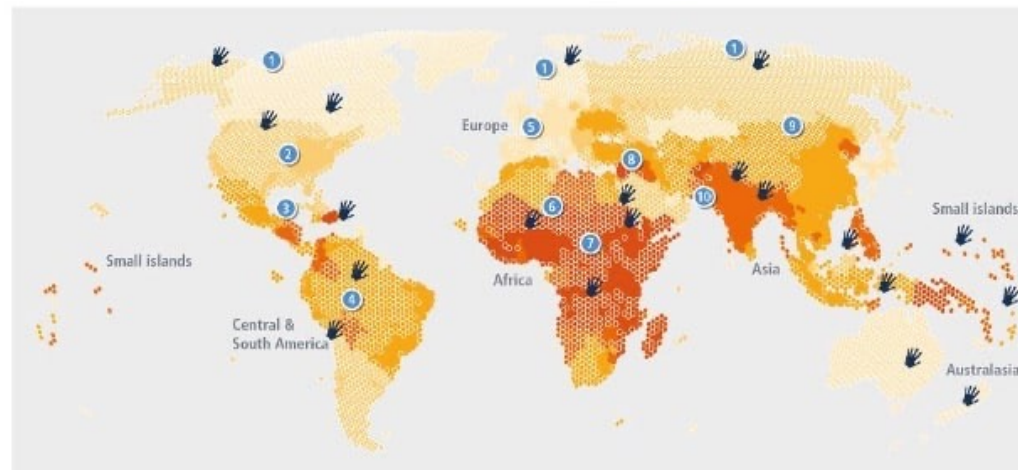 1
1
1
Europe
5
9
2
8
10
3
6
Small islands
7
Small islands
Africa
Asia
4
Central &
South America
Australasia